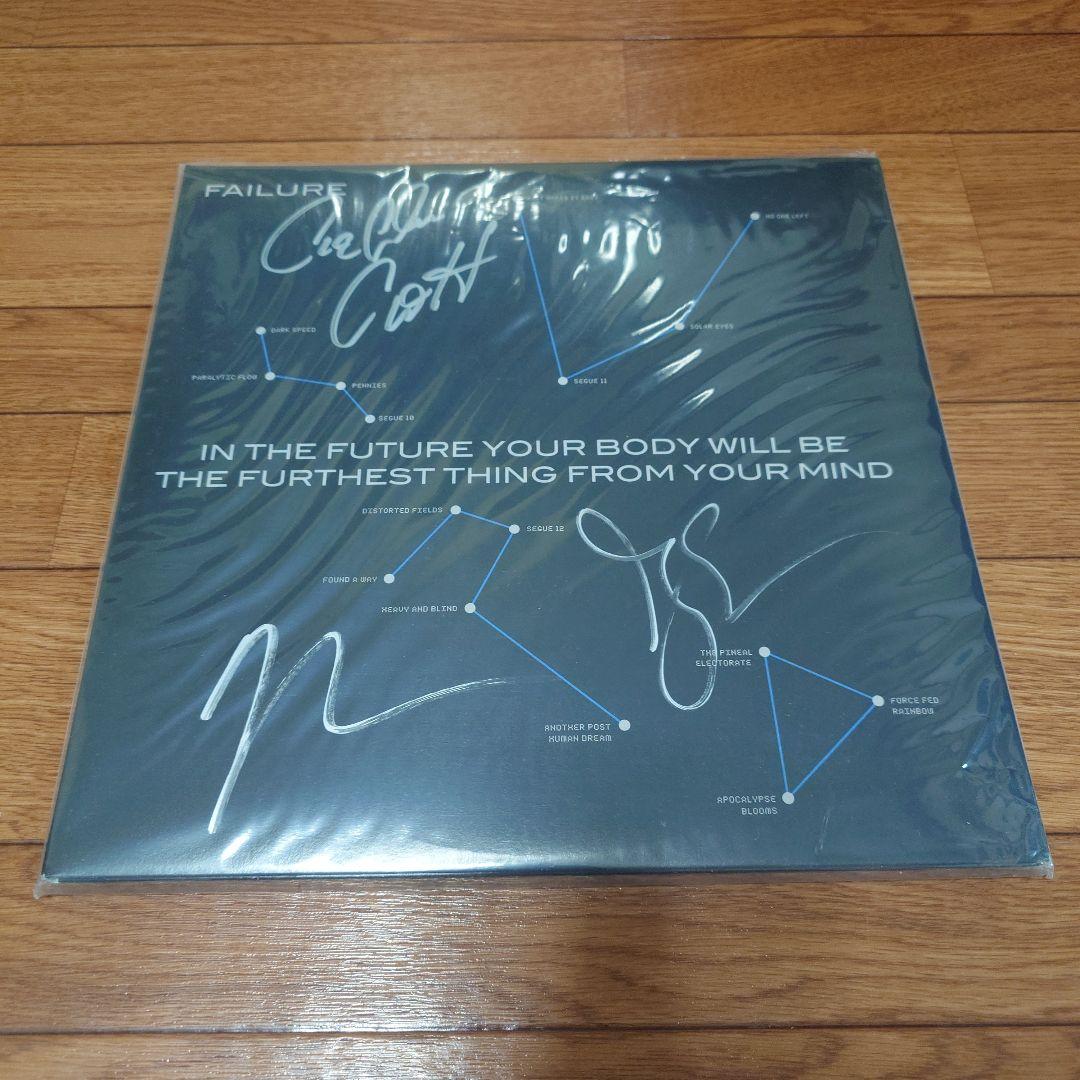 FAILURE
NO ONE LEFT
DARK SPEED
SOLAR EYES
PARALYTIC FLOW
PENNIES
SEGUE 11
SEGUE 10
IN THE FUTURE YOUR BODY WILL BE
THE FURTHEST THING FROM YOUR MIND
DISTORTED FIELDS
SEGUE 12
FOUND A WAY
HEAVY AND BLIND
THE PINEAL
ELECTORATE
FORCE FED
RAINBOW
ANOTHER POST
HUMAN DREAM
APOCALYPSE
BLOOMS